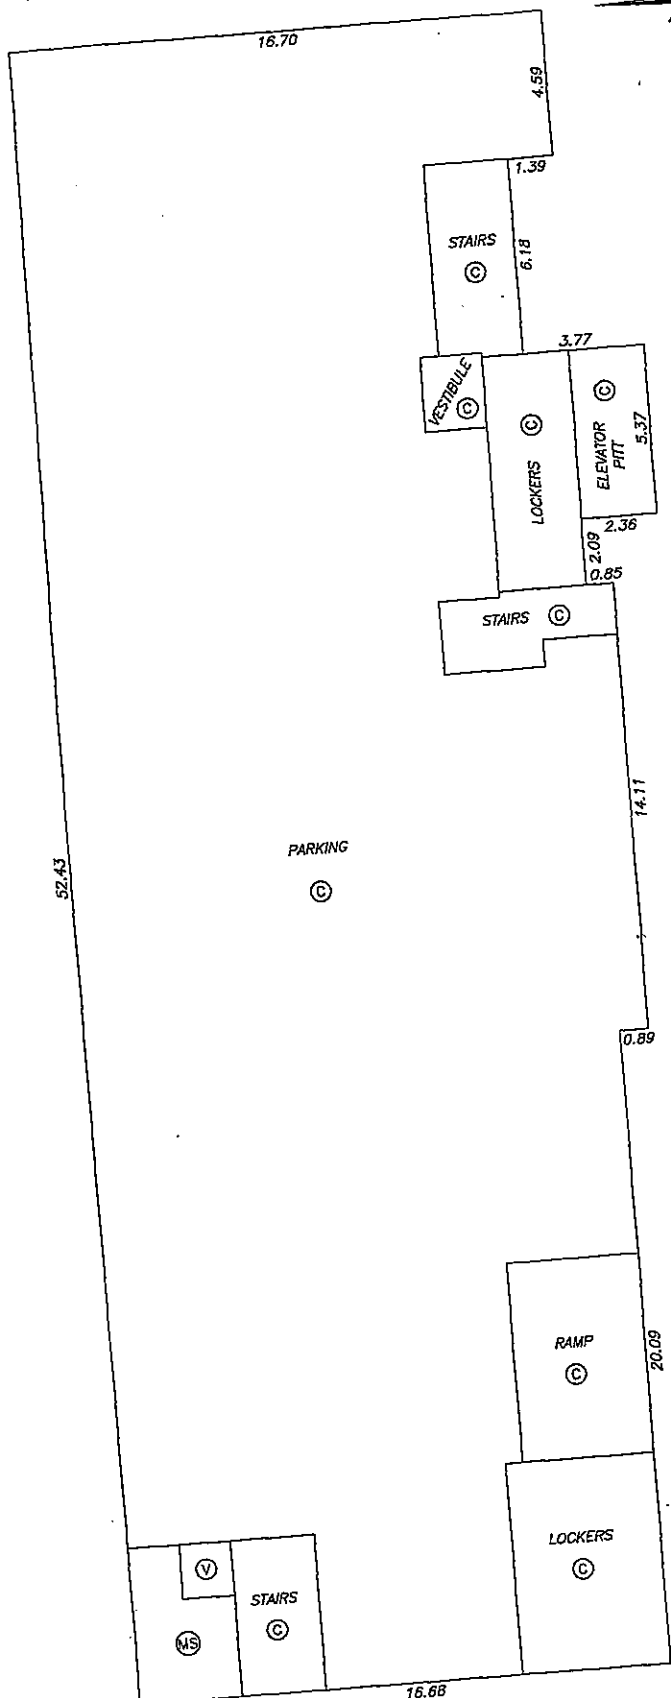 16.70
4.59
1.39
STAIRS
C
6.18
3.77
VESTIBULE
C
C
LOCKERS
C
ELEVATOR
PITT
5.37
2.36
2.09
0.85
STAIRS C
14.11
PARKING
C
52.43
0.89
RAMP
C
20.09
LOCKERS
C
V
STAIRS
C
MS
16.68